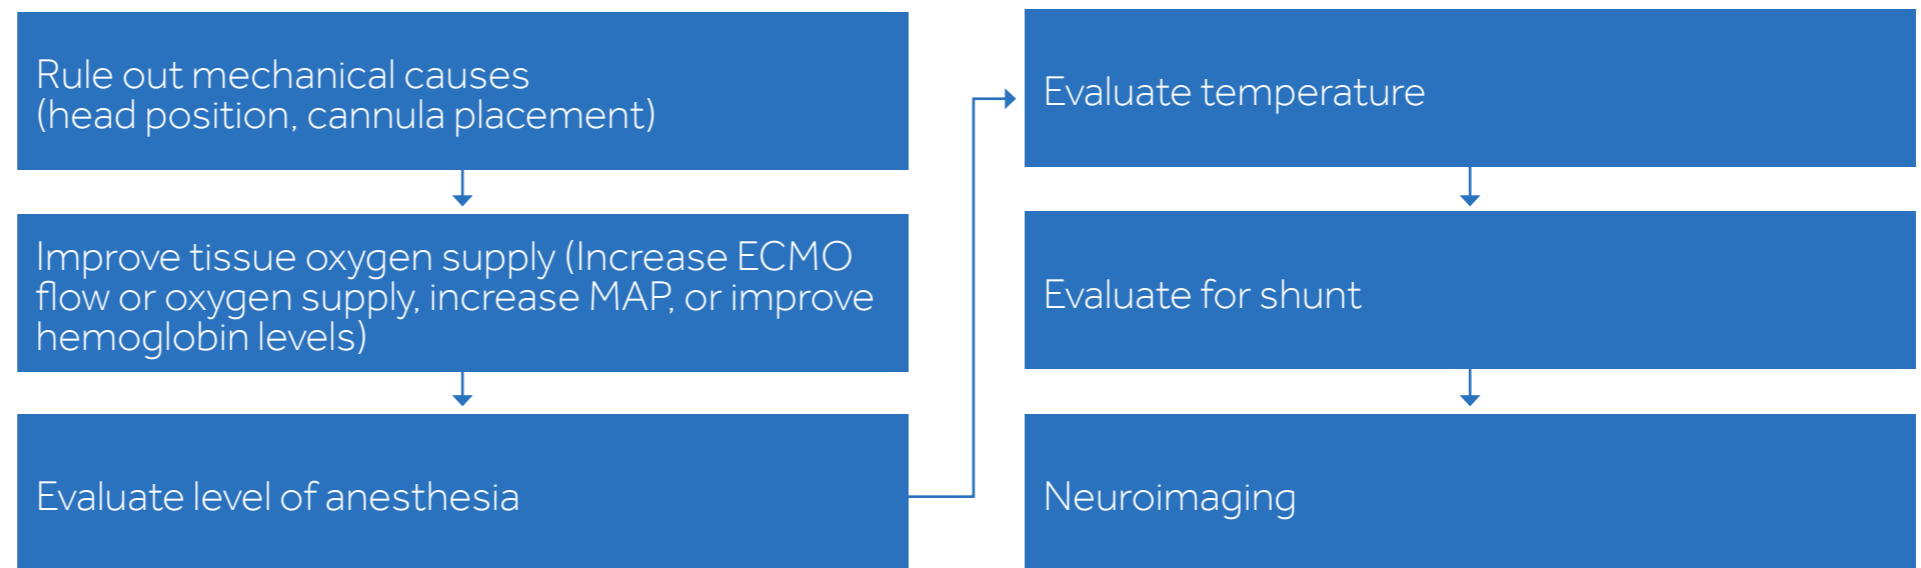 Rule out mechanical causes
(head position, cannula placement)
Improve tissue oxygen supply (Increase ECMO
flow or oxygen supply, increase MAP, or improve
hemoglobin levels)
Evaluate level of anesthesia
Evaluate temperature
Evaluate for shunt
Neuroimaging